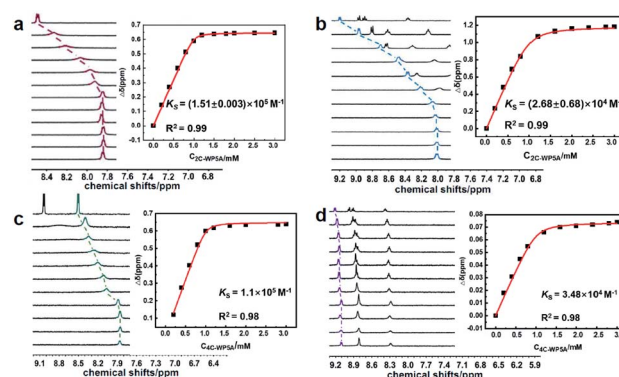 a
0.7
0.6
0.5
0.4
0.3
0.2
0.1
0.0
Δδ(ppm)
K_S = (1.51±0.003)×10⁵ M⁻¹
R² = 0.99
0.0 0.5 1.0 1.5 2.0 2.5 3.0
C2C-WP5A/mM
8.4 8.2 8.0 7.8 7.6 7.4 7.2 7.0 6.8 6.6
chemical shifts/ppm
b
1.2
1.0
0.8
0.6
0.4
0.2
0.0
Δδ(ppm)
K_S = (2.68±0.68)×10⁴ M⁻¹
R² = 0.99
0.0 0.5 1.0 1.5 2.0 2.5 3.0
C2C-WP5A/mM
9.2 8.9 8.6 8.3 8.0 7.7 7.4 7.1 6.8
chemical shifts/ppm
c
0.7
0.6
0.5
0.4
0.3
0.2
0.1
Δδ(ppm)
K_S = 1.1×10⁵ M⁻¹
R² = 0.98
0.0 0.5 1.0 1.5 2.0 2.5 3.0
C4C-WP5A/mM
9.1 8.8 8.5 8.2 7.9 7.6 7.3 7.0 6.7 6.4
chemical shifts/ppm
d
0.08
0.07
0.06
0.05
0.04
0.03
0.02
0.01
0.00
Δδ(ppm)
K_S = 3.48×10⁴ M⁻¹
R² = 0.98
0.0 0.5 1.0 1.5 2.0 2.5 3.0
C4C-WP5A/mM
9.2 8.9 8.6 8.3 8.0 7.7 7.4 7.1 6.8 6.5 6.2 5.9
chemical shifts/ppm